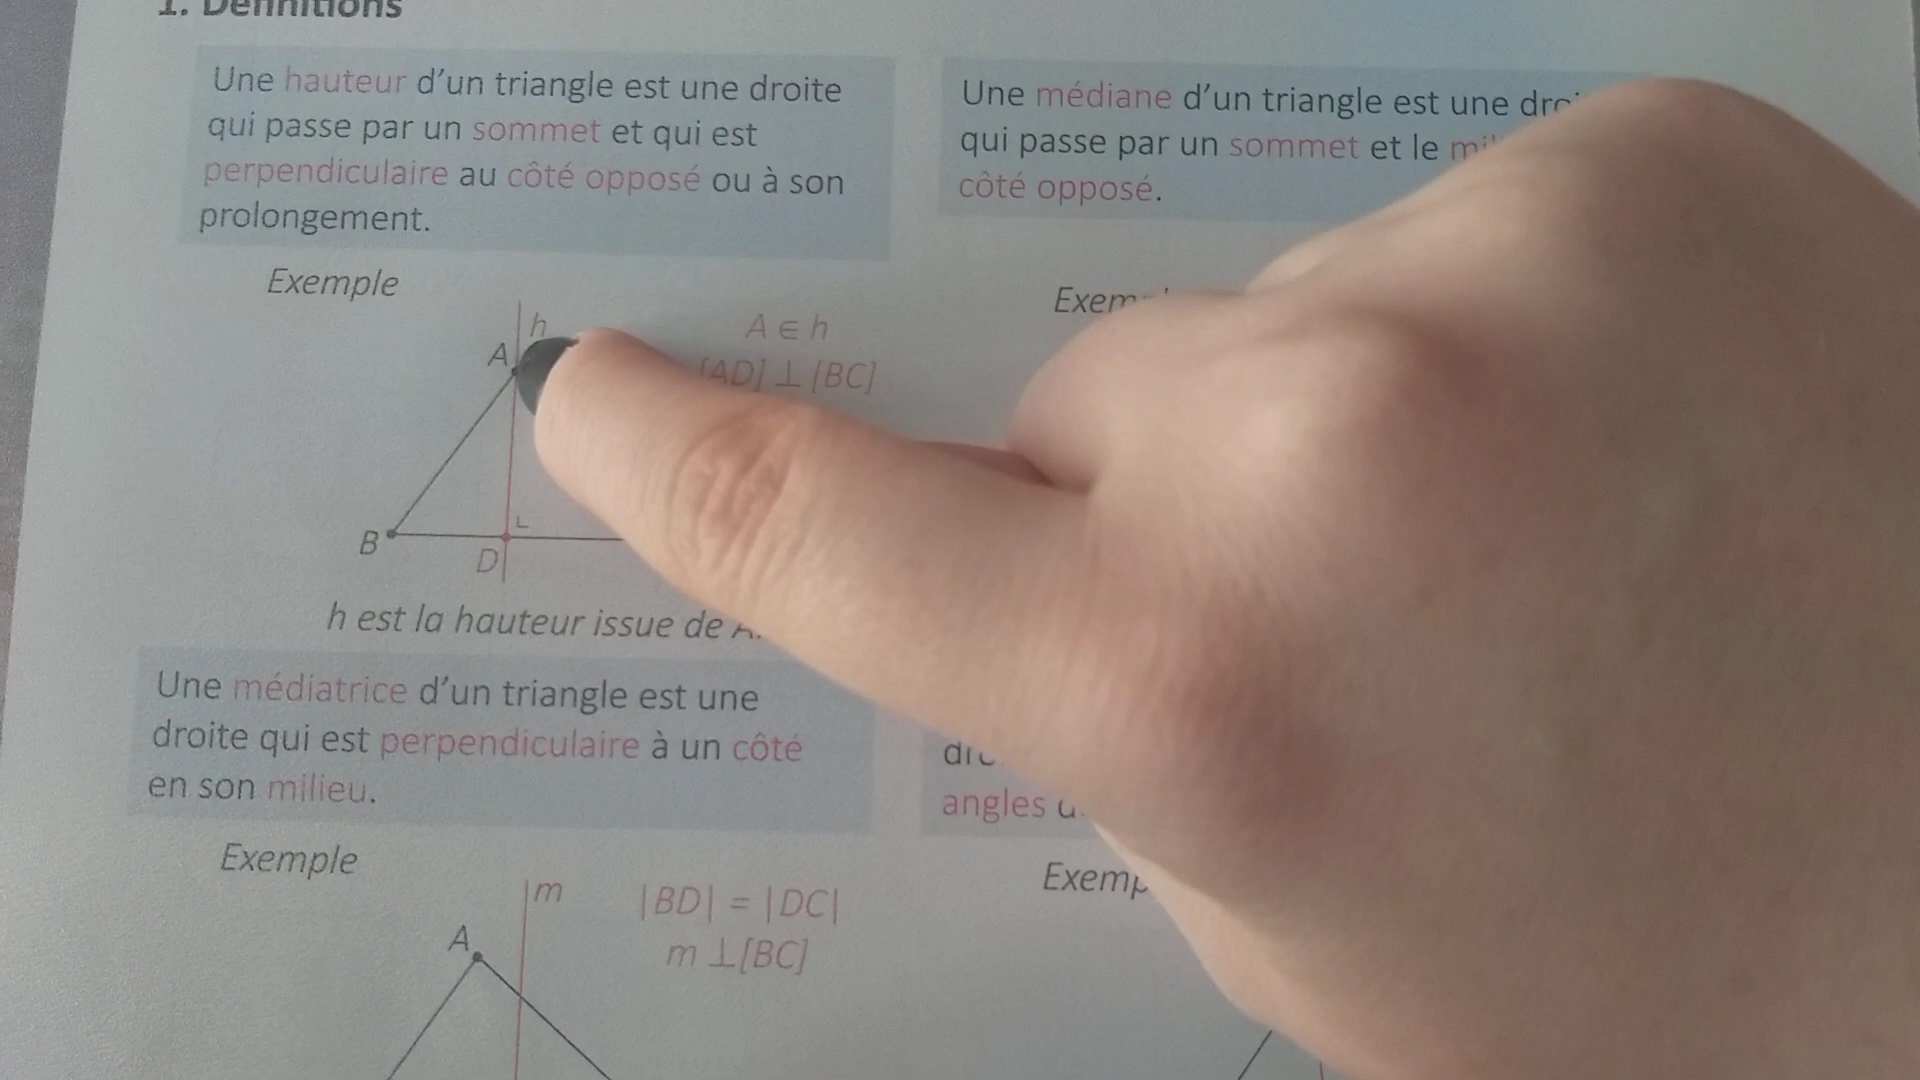 1. Définitions
Une hauteur d'un triangle est une droite
qui passe par un sommet et qui est
perpendiculaire au côté opposé ou à son
prolongement.
Exemple
h
A
B
D
A ∈ h
[AD] ⊥ [BC]
h est la hauteur issue de A.
Une médiane d'un triangle est une
qui passe par un sommet et le
côté opposé.
Une médiatrice d'un triangle est une
droite qui est perpendiculaire à un côté
en son milieu.
Exemple
m
A
|BD| = |DC|
m ⊥ [BC]
angles